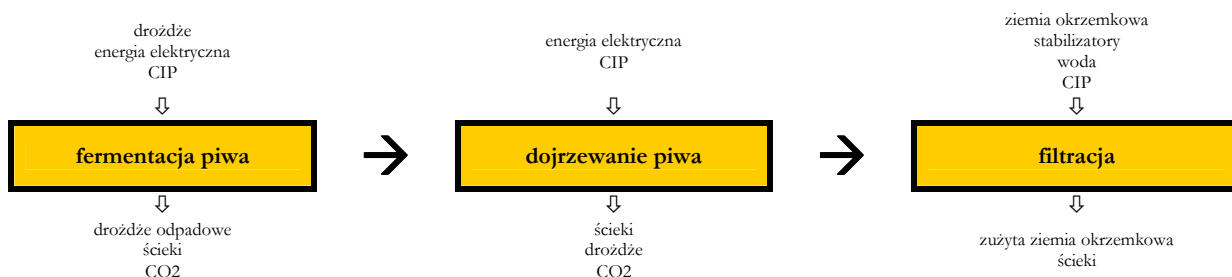 drożdże
energia elektryczna
CIP
fermentacja piwa
drożdże odpadowe
ścieki
CO2
energia elektryczna
CIP
dojrzewanie piwa
ścieki
drożdże
CO2
ziemia okrzemkowa
stabilizatory
woda
CIP
filtracja
zużyta ziemia okrzemkowa
ścieki